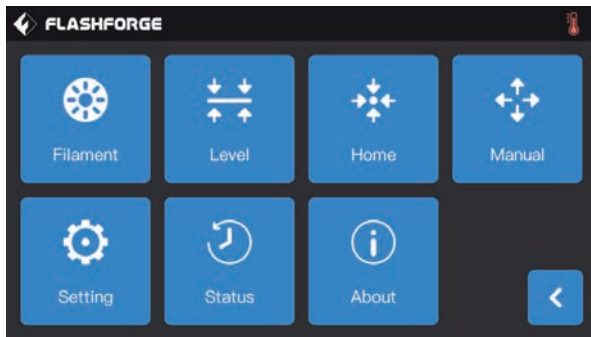 FLASHFORGE
Filament
Level
Home
Manual
Setting
Status
About